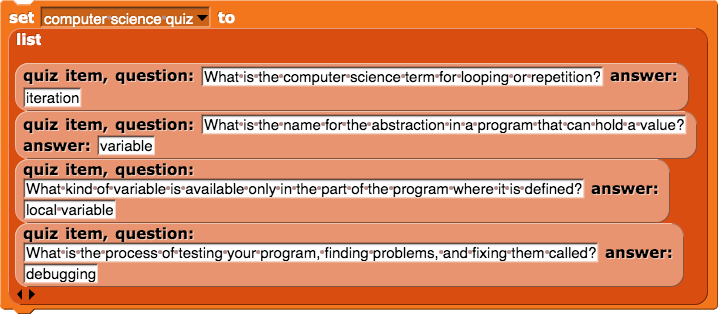 set computer science quiz to
list
quiz item, question: What is the computer science term for looping or repetition? answer:
iteration
quiz item, question: What is the name for the abstraction in a program that can hold a value?
answer: variable
quiz item, question:
What kind of variable is available only in the part of the program where it is defined? answer:
local variable
quiz item, question:
What is the process of testing your program, finding problems, and fixing them called? answer:
debugging